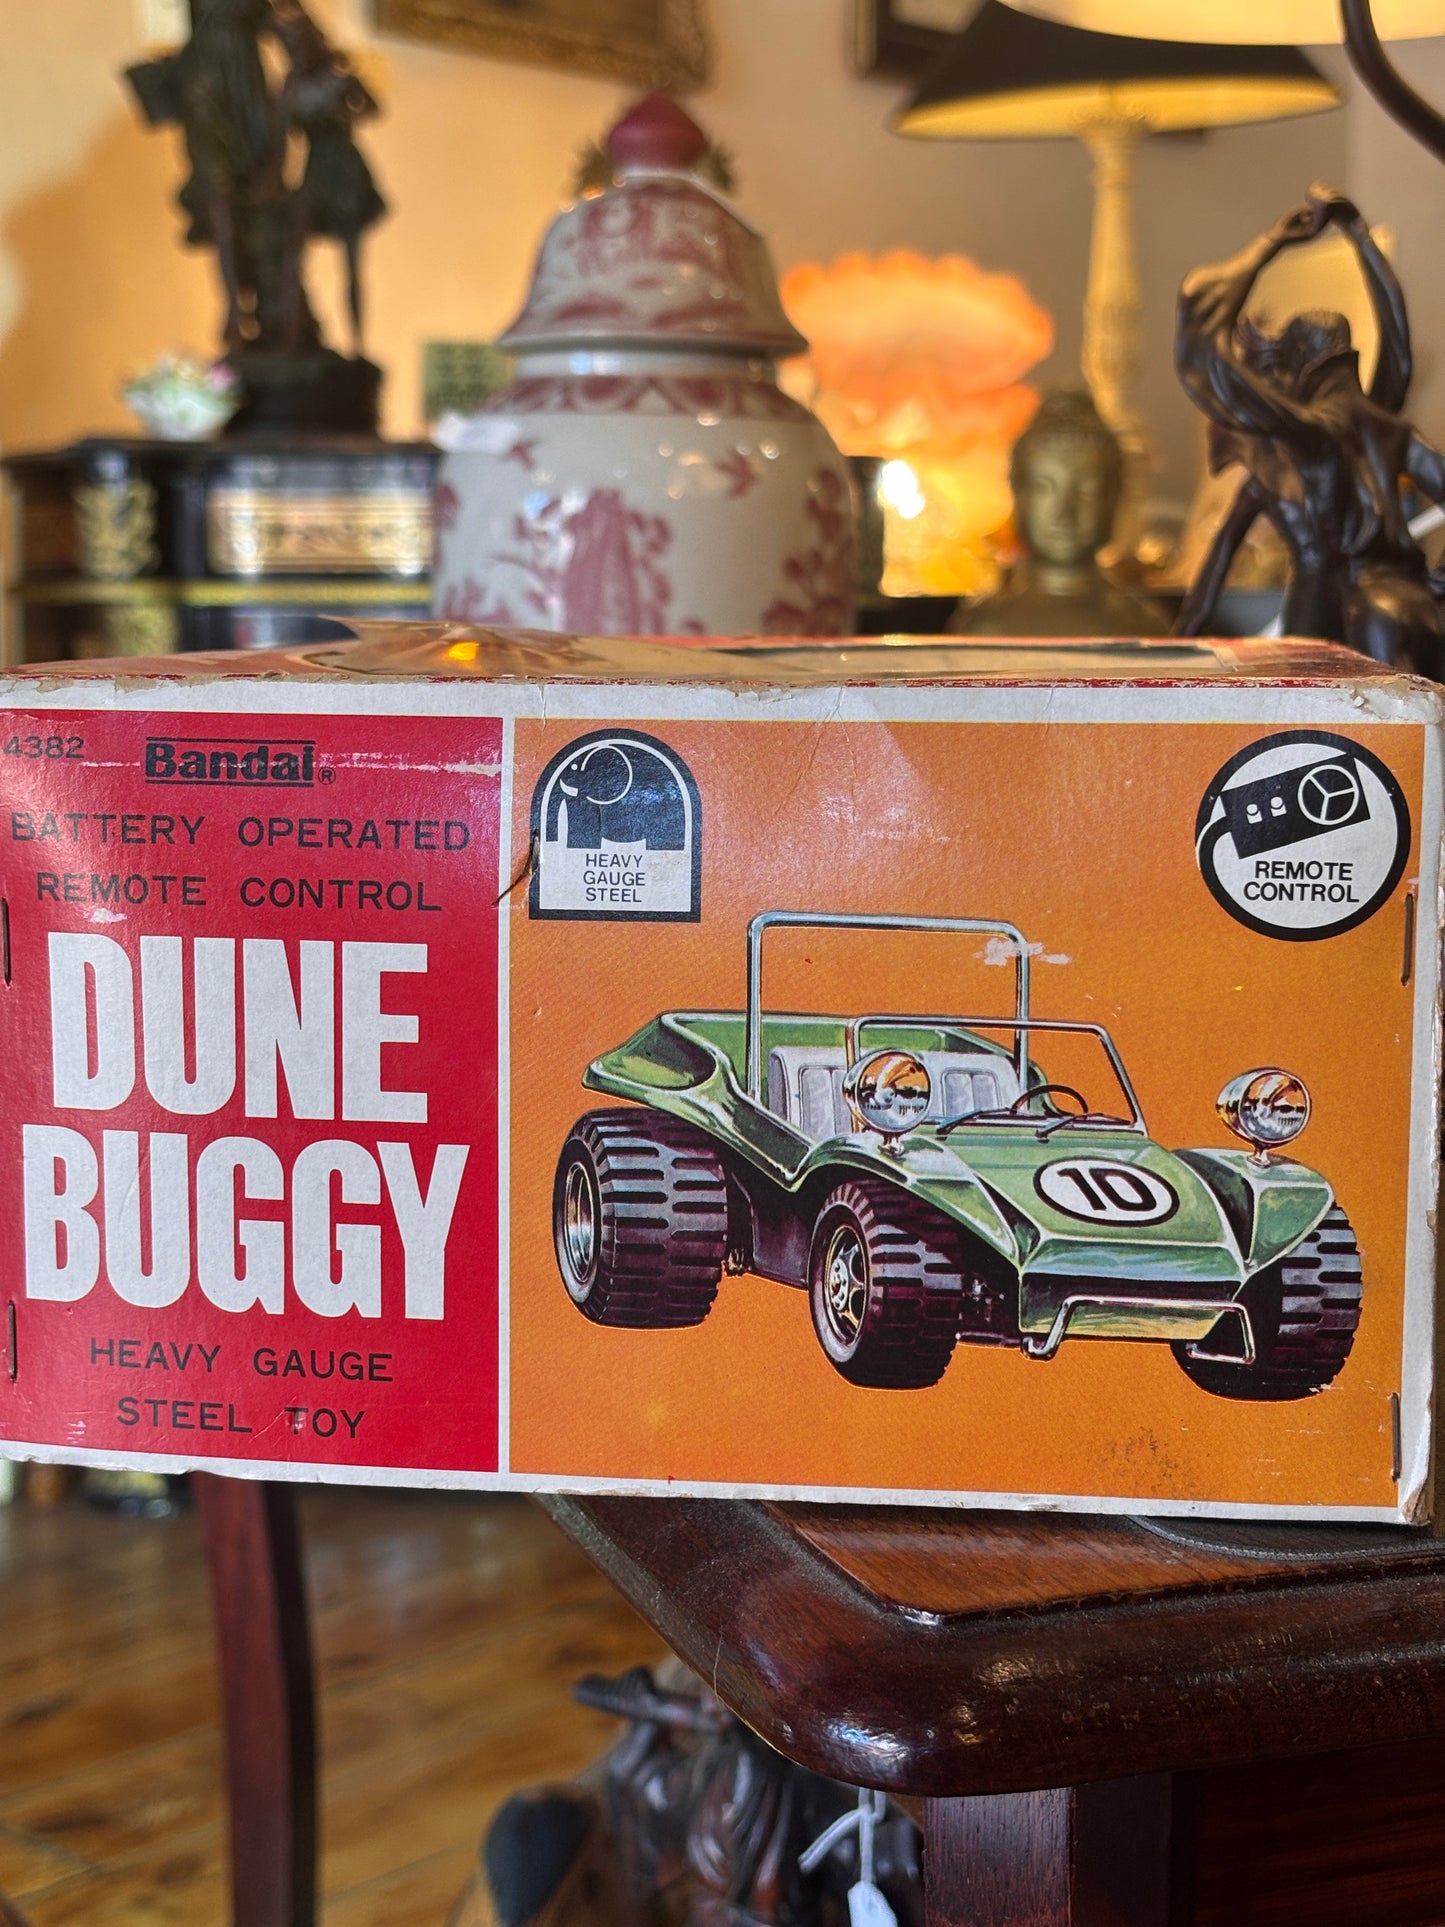 4382 Bandai®
BATTERY OPERATED
REMOTE CONTROL
DUNE
BUGGY
HEAVY GAUGE
STEEL TOY
HEAVY
GAUGE
STEEL
REMOTE
CONTROL
10